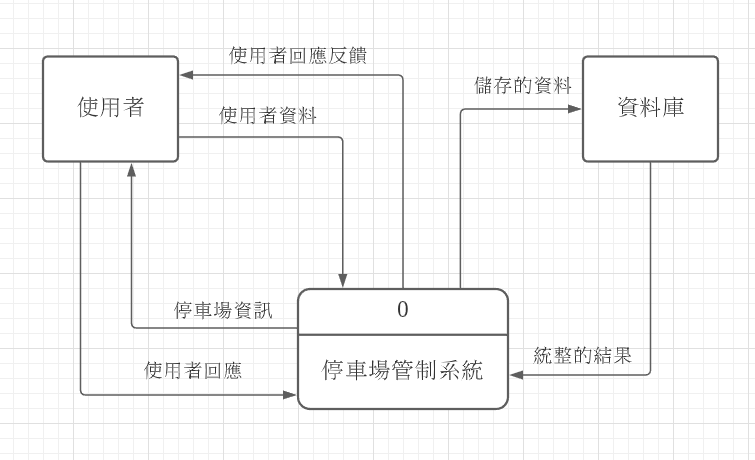 使用者回應反饋
儲存的資料
使用者
資料庫
使用者資料
停車場資訊
0
統整的結果
停車場管制系統
使用者回應